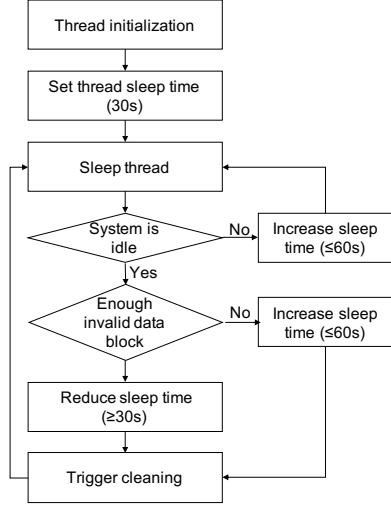 Thread initialization
Set thread sleep time
(30s)
Sleep thread
System is
idle
No
Increase sleep
time (≤60s)
Yes
Enough
invalid data
block
No
Increase sleep
time (≤60s)
Reduce sleep time
(≥30s)
Trigger cleaning